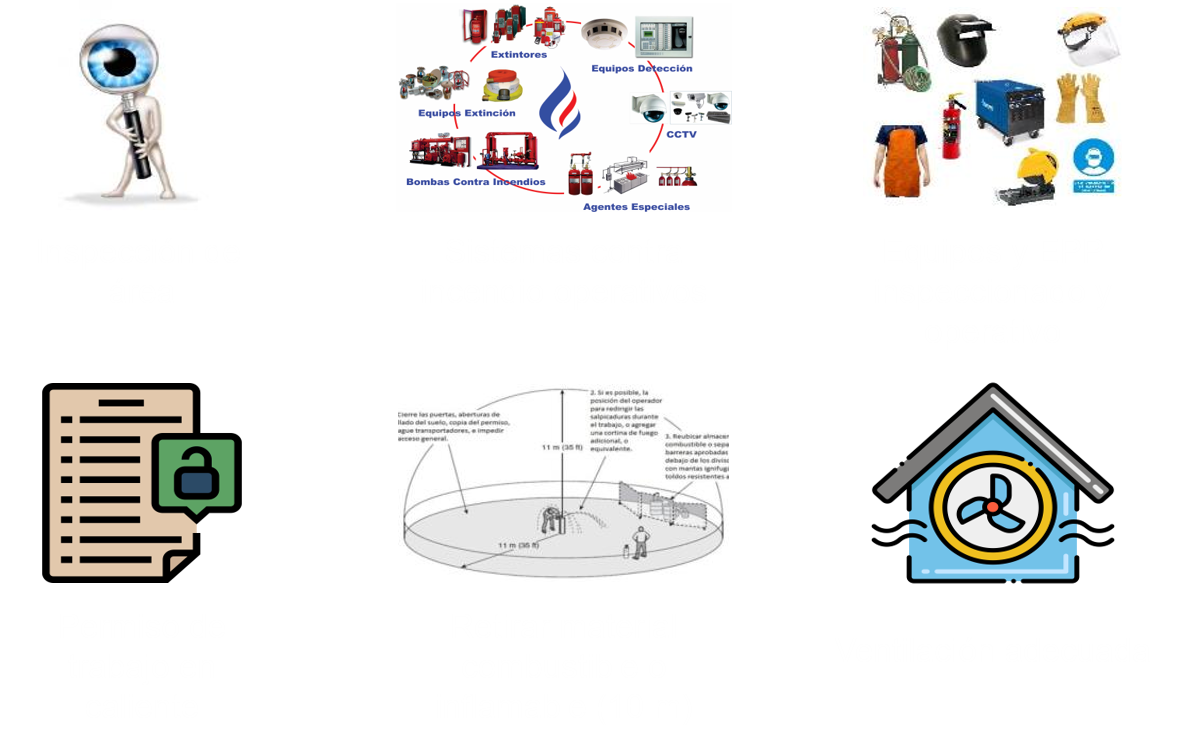 Extintores
Equipos Detección
Equipos Extinción
CCTV
Bombas Contra Incendios
Agentes Especiales
Cierre las puertas, aberturas de
llado del suelo, copia del permiso,
ague transportadores, e impedir
acceso general.
2. Si es posible, la
posición del operador
para redirigir las
salpicaduras durante
el trabajo, o agregar
una cortina de fuego
adicional, o
equivalente.
3. Reubicar almacer
combustible o sepa
barreras aprobadas
debajo de los divisc
con mantas ignífugi
toldos resistentes a
11 m (35 ft)
11 m (35 ft)